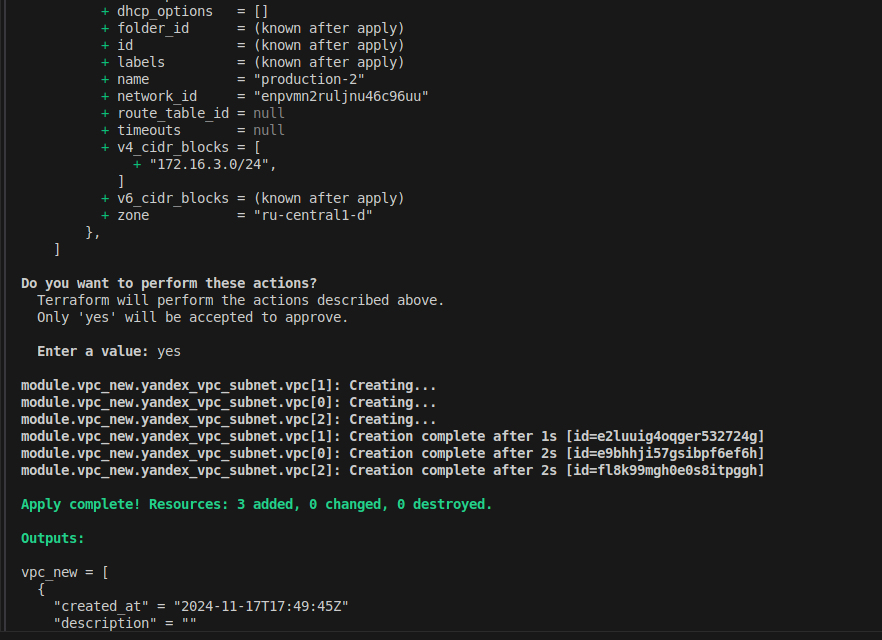 + dhcp_options   = []
+ folder_id      = (known after apply)
+ id             = (known after apply)
+ labels         = (known after apply)
+ name           = "production-2"
+ network_id     = "enpvmn2ruljnu46c96uu"
+ route_table_id = null
+ timeouts       = null
+ v4_cidr_blocks = [
+ "172.16.3.0/24",
]
+ v6_cidr_blocks = (known after apply)
+ zone           = "ru-central1-d"
},
]
Do you want to perform these actions?
Terraform will perform the actions described above.
Only 'yes' will be accepted to approve.
Enter a value: yes
module.vpc_new.yandex_vpc_subnet.vpc[1]: Creating...
module.vpc_new.yandex_vpc_subnet.vpc[0]: Creating...
module.vpc_new.yandex_vpc_subnet.vpc[2]: Creating...
module.vpc_new.yandex_vpc_subnet.vpc[1]: Creation complete after 1s [id=e2luuig4oqger532724g]
module.vpc_new.yandex_vpc_subnet.vpc[0]: Creation complete after 2s [id=e9bhhji57gsibpf6ef6h]
module.vpc_new.yandex_vpc_subnet.vpc[2]: Creation complete after 2s [id=fl8k99mgh0e0s8itpggh]
Apply complete! Resources: 3 added, 0 changed, 0 destroyed.
Outputs:
vpc_new = [
{
"created_at" = "2024-11-17T17:49:45Z"
"description" = ""